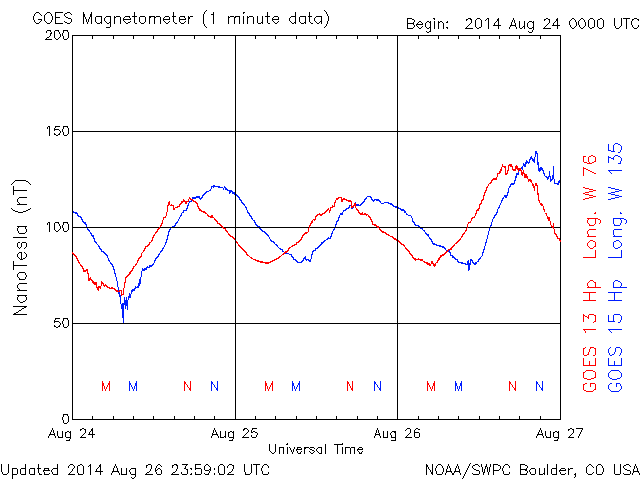 GOES Magnetometer (1 minute data)
Begin: 2014 Aug 24 0000 UTC
200
150
100
50
0
NanoTesla (nT)
M M N N M M N N M M N N
Aug 24 Aug 25 Aug 26 Aug 27
Universal Time
GOES 13 Hp Long. W 76
GOES 15 Hp Long. W 135
Updated 2014 Aug 26 23:59:02 UTC
NOAA/SWPC Boulder, CO USA